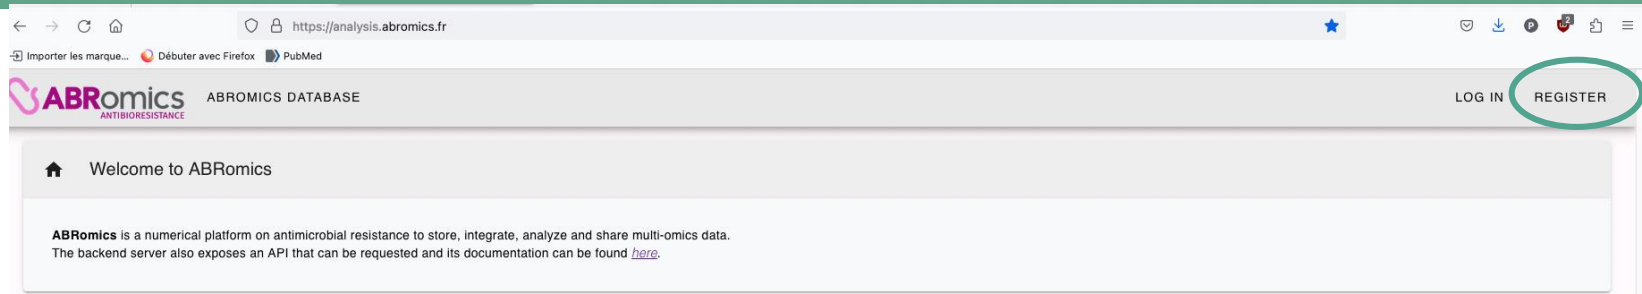 https://analysis.abromics.fr
2
Importer les marque... Débuter avec Firefox PubMed
ABRomics
ANTIBIORESISTANCE
ABROMICS DATABASE
LOG IN REGISTER
Welcome to ABRomics
ABRomics is a numerical platform on antimicrobial resistance to store, integrate, analyze and share multi-omics data.
The backend server also exposes an API that can be requested and its documentation can be found here.